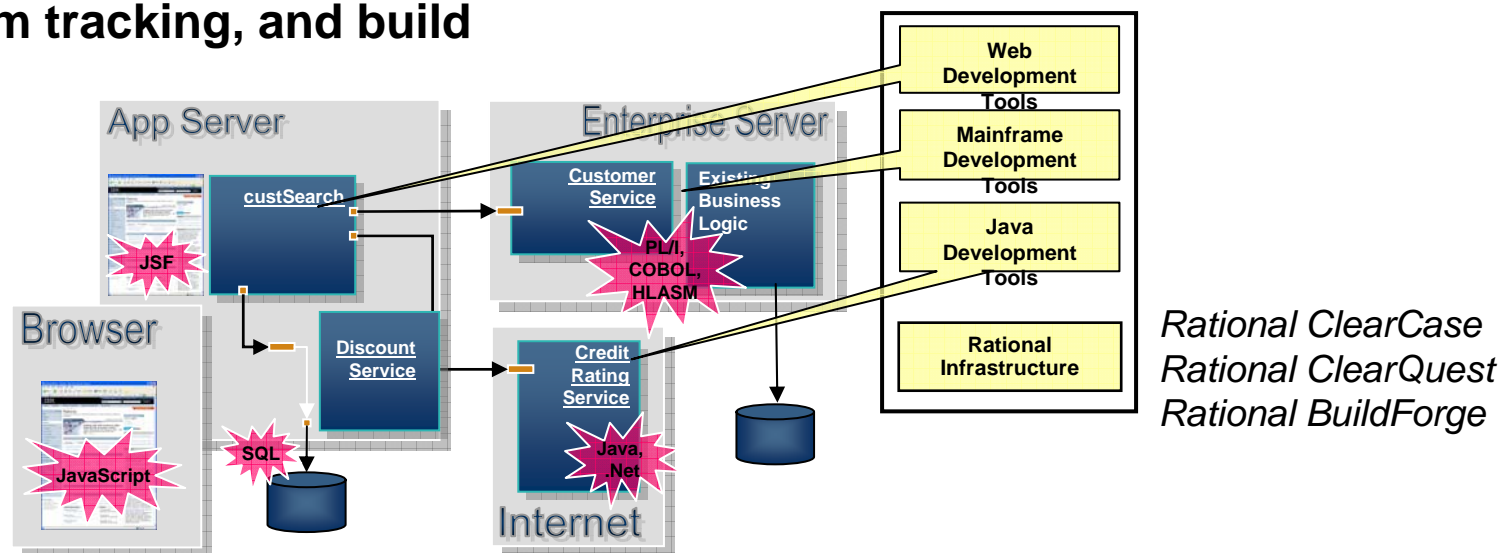 m tracking, and build
App Server
custSearch
JSF
Browser
JavaScript
SQL
Discount
Service
Enterprise Server
Customer
Service
Existing
Business
Logic
PL/I,
COBOL,
HLASM
Credit
Rating
Service
Java,
.Net
Internet
Web
Development
Tools
Mainframe
Development
Tools
Java
Development
Tools
Rational
Infrastructure
Rational ClearCase
Rational ClearQuest
Rational BuildForge